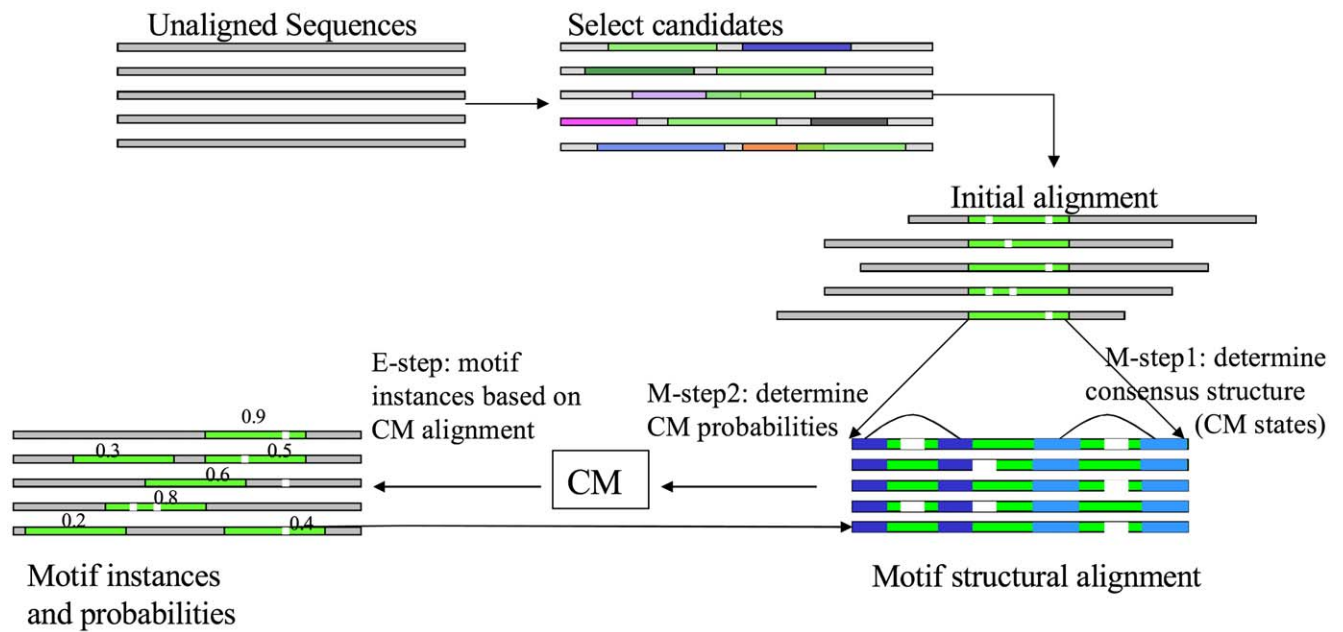 Unaligned Sequences
Select candidates
Initial alignment
E-step: motif
instances based on
CM alignment
M-step2: determine
CM probabilities
M-step1: determine
consensus structure
(CM states)
0.9
0.3
0.5
0.6
0.8
0.2
0.4
CM
Motif instances
and probabilities
Motif structural alignment